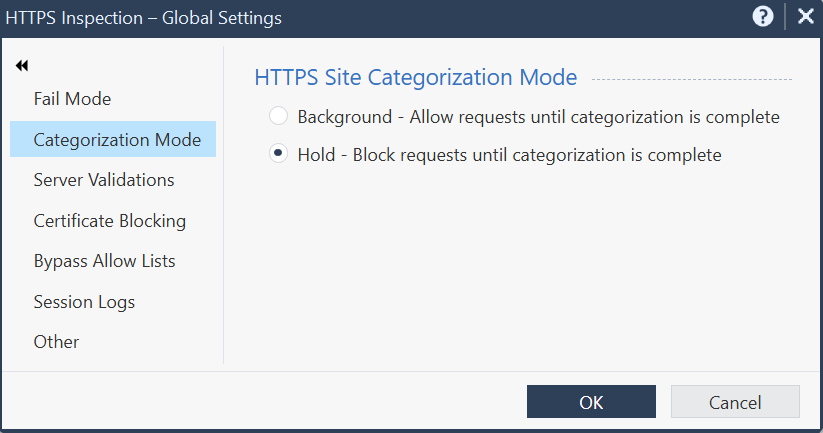 HTTPS Inspection – Global Settings
Fail Mode
Categorization Mode
Server Validations
Certificate Blocking
Bypass Allow Lists
Session Logs
Other
HTTPS Site Categorization Mode
Background - Allow requests until categorization is complete
Hold - Block requests until categorization is complete
OK
Cancel